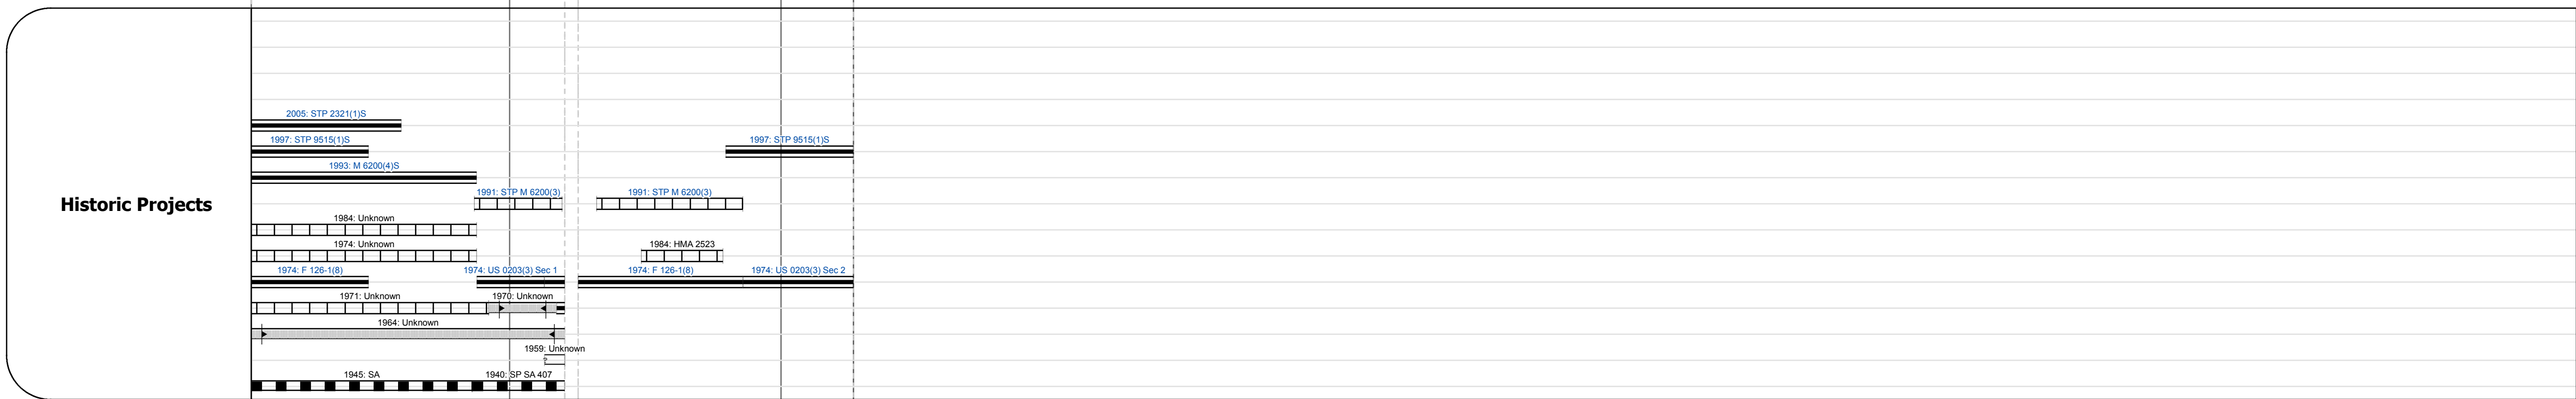 2005: STP 2321(1)S
1997: STP 9515(1)S
1997: STP 9515(1)S
1993: M 6200(4)S
1991: STP M 6200(3)
1991: STP M 6200(3)
Historic Projects
1984: Unknown
1974: Unknown
1984: HMA 2523
1974: F 126-1(8)
1974: US 0203(3) Sec 1
1974: F 126-1(8)
1974: US 0203(3) Sec 2
1971: Unknown
1970: Unknown
1964: Unknown
1959: Unknown
1945: SA
1940: SP SA 407